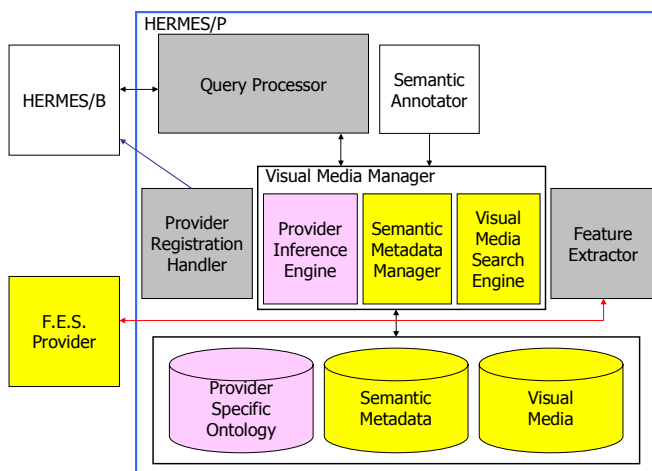 HERMES/P
HERMES/B
Query Processor
Semantic
Annotator
Visual Media Manager
Provider
Registration
Handler
Provider
Inference
Engine
Semantic
Metadata
Manager
Visual
Media
Search
Engine
Feature
Extractor
F.E.S.
Provider
Provider
Specific
Ontology
Semantic
Metadata
Visual
Media